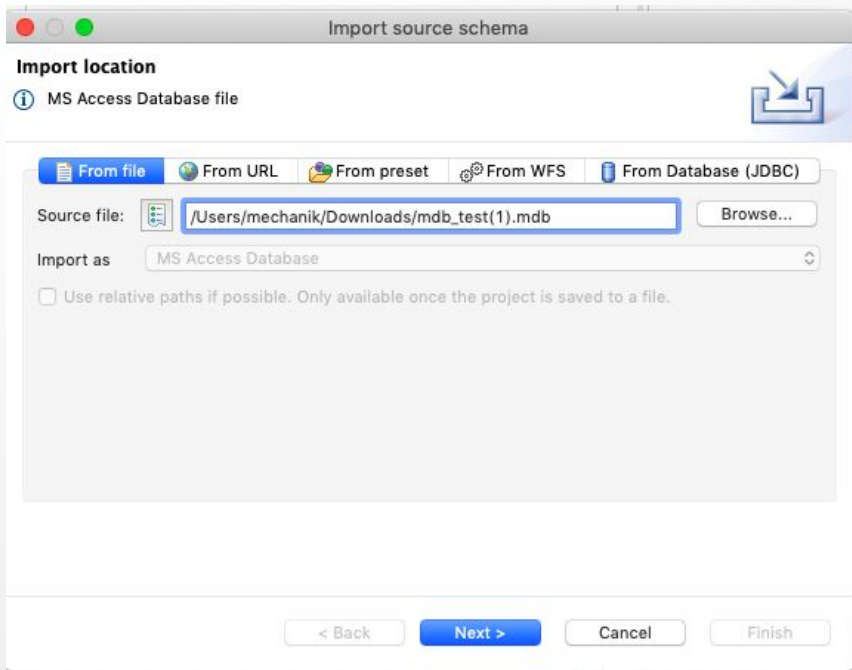 Import source schema
Import location
MS Access Database file
From file From URL From preset From WFS From Database (JDBC)
Source file: /Users/mechanik/Downloads/mdb_test(1).mdb Browse...
Import as MS Access Database
Use relative paths if possible. Only available once the project is saved to a file.
< Back Next > Cancel Finish